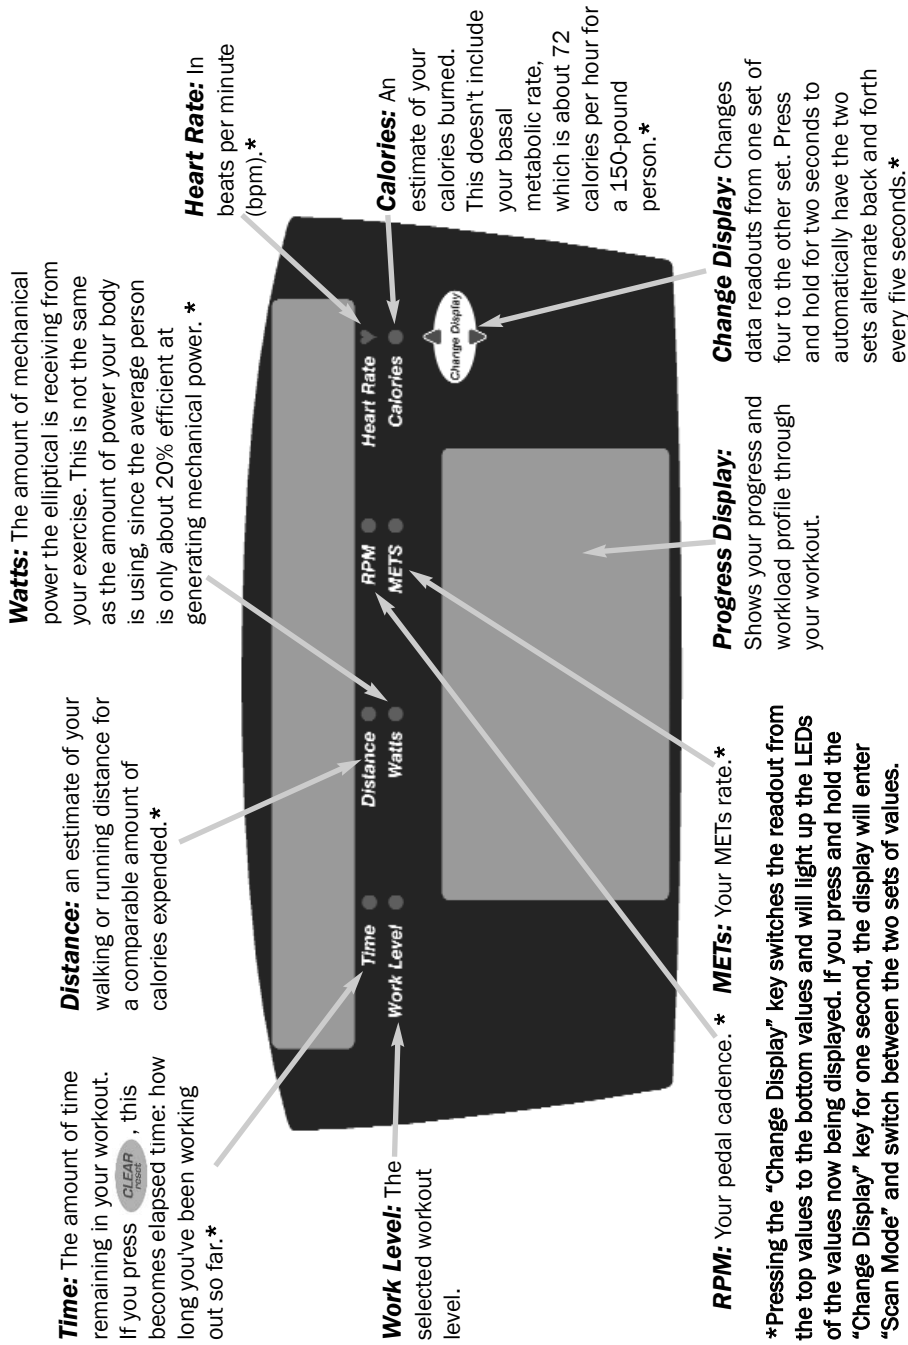 Time: The amount of time
remaining in your workout.
If you press CLEAR reset, this
becomes elapsed time: how
long you've been working
out so far.*
Distance: an estimate of your
walking or running distance for
a comparable amount of
calories expended.*
Watts: The amount of mechanical
power the elliptical is receiving from
your exercise. This is not the same
as the amount of power your body
is using, since the average person
is only about 20% efficient at
generating mechanical power. *
Heart Rate: In
beats per minute
(bpm).*
Time
Distance
RPM
Heart Rate
Work Level
Watts
METS
Calories
Change Display
Work Level: The
selected workout
level.
Calories: An
estimate of your
calories burned.
This doesn't include
your basal
metabolic rate,
which is about 72
calories per hour for
a 150-pound
person.*
RPM: Your pedal cadence. *
METs: Your METs rate.*
Progress Display:
Shows your progress and
workload profile through
your workout.
Change Display: Changes
data readouts from one set of
four to the other set. Press
and hold for two seconds to
automatically have the two
sets alternate back and forth
every five seconds.*
*Pressing the “Change Display” key switches the readout from
the top values to the bottom values and will light up the LEDs
of the values now being displayed. If you press and hold the
“Change Display” key for one second, the display will enter
“Scan Mode” and switch between the two sets of values.